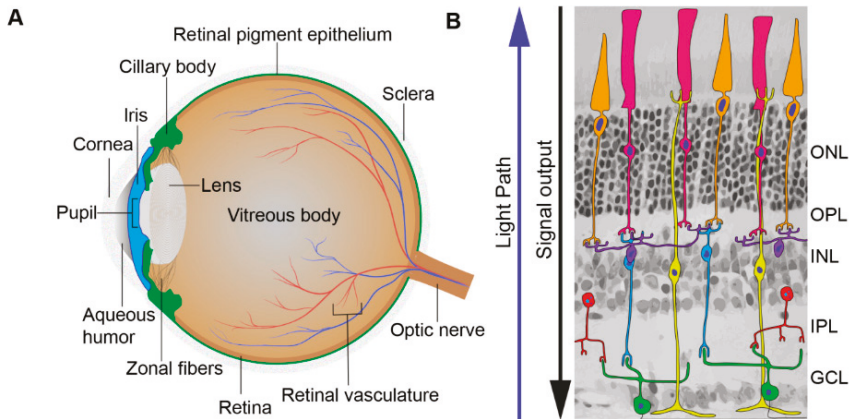 A
Retinal pigment epithelium
Cillary body
Iris
Cornea
Sclera
Lens
Pupil
Vitreous body
Aqueous
humor
Zonal fibers
Retina
Retinal vasculature
Optic nerve
B
Light Path
Signal output
ONL
OPL
INL
IPL
GCL